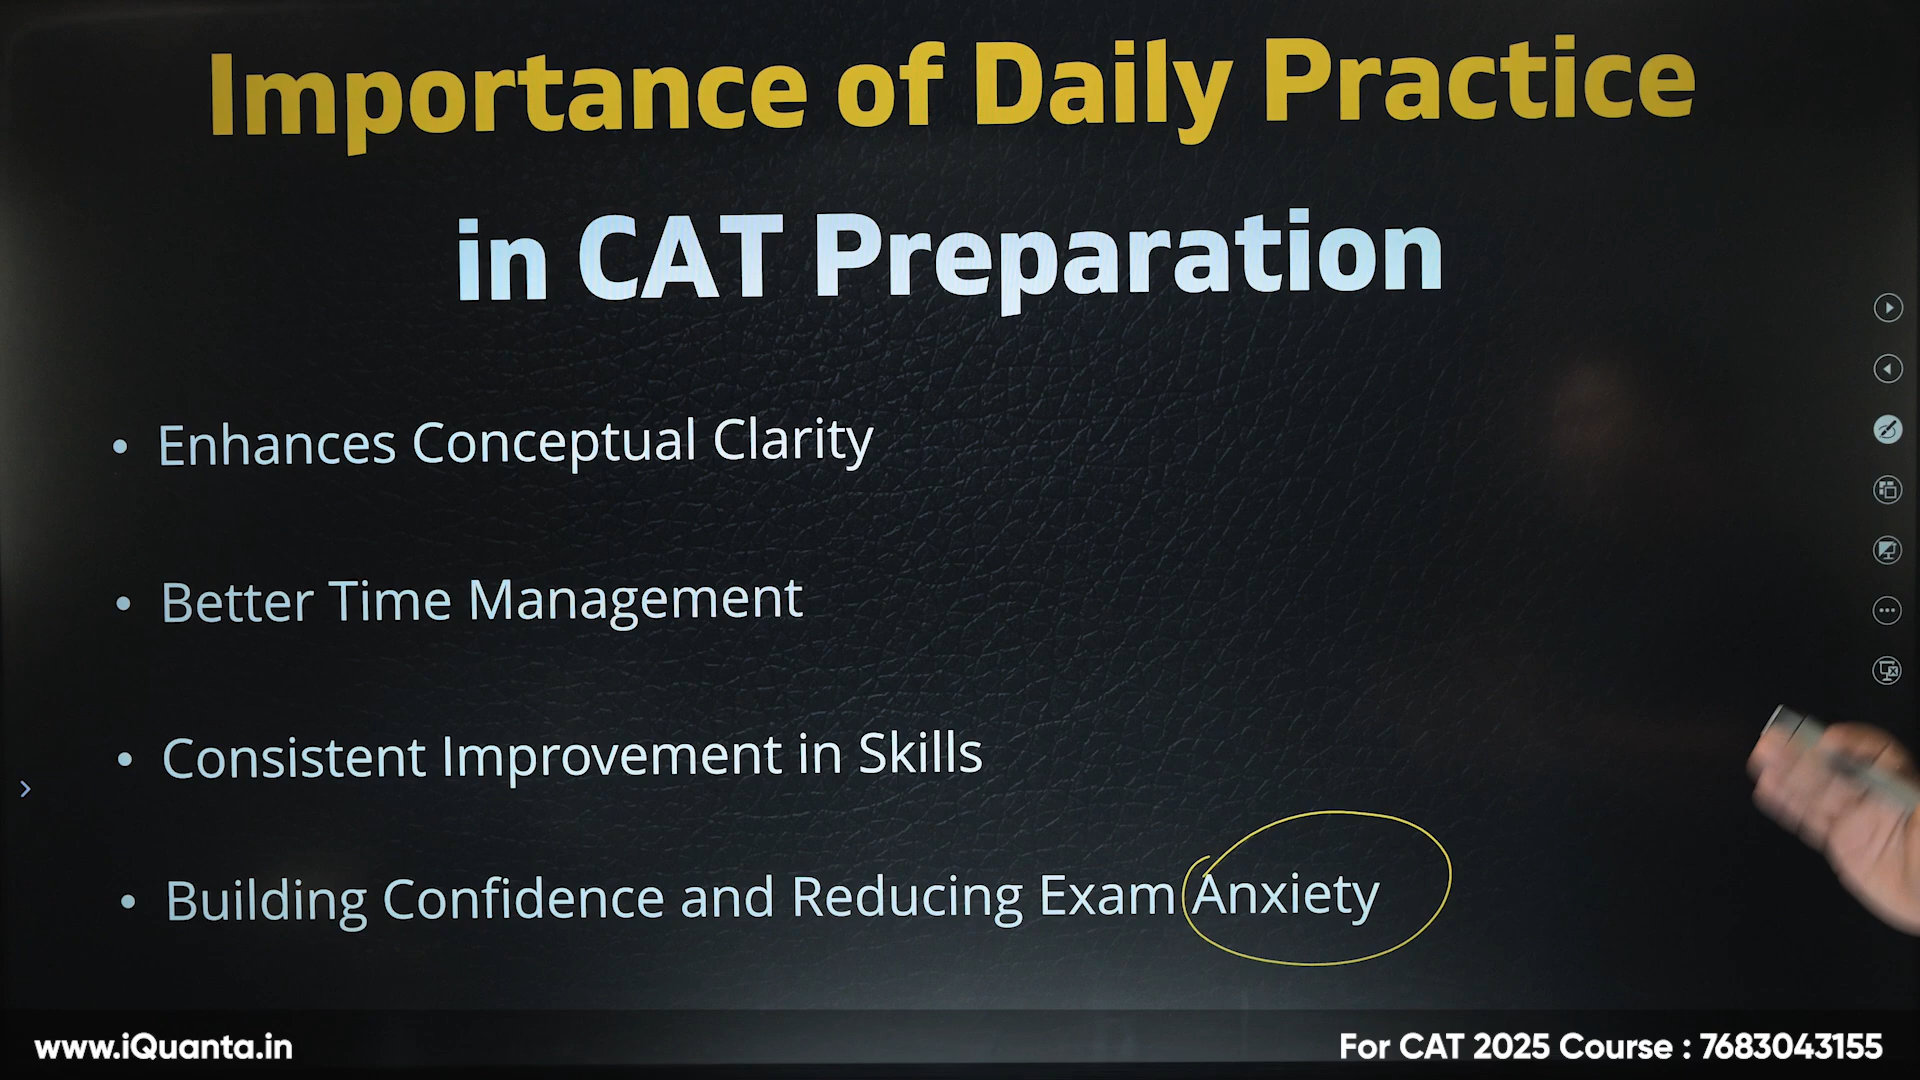 Importance of Daily Practice
in CAT Preparation
• Enhances Conceptual Clarity
• Better Time Management
• Consistent Improvement in Skills
• Building Confidence and Reducing Exam Anxiety
www.iQuanta.in
For CAT 2025 Course : 7683043155